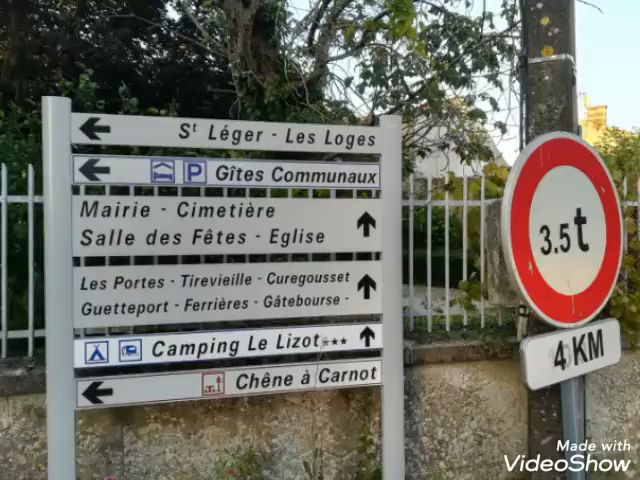 St Léger - Les Loges
P Gîtes Communaux
Mairie - Cimetière
Salle des Fêtes - Eglise
Les Portes - Tirevieille - Curegousset
Guetteport - Ferrières - Gâtebourse -
Camping Le Lizot ***
Chêne à Carnot
3.5t
4 KM
Made with
VideoShow